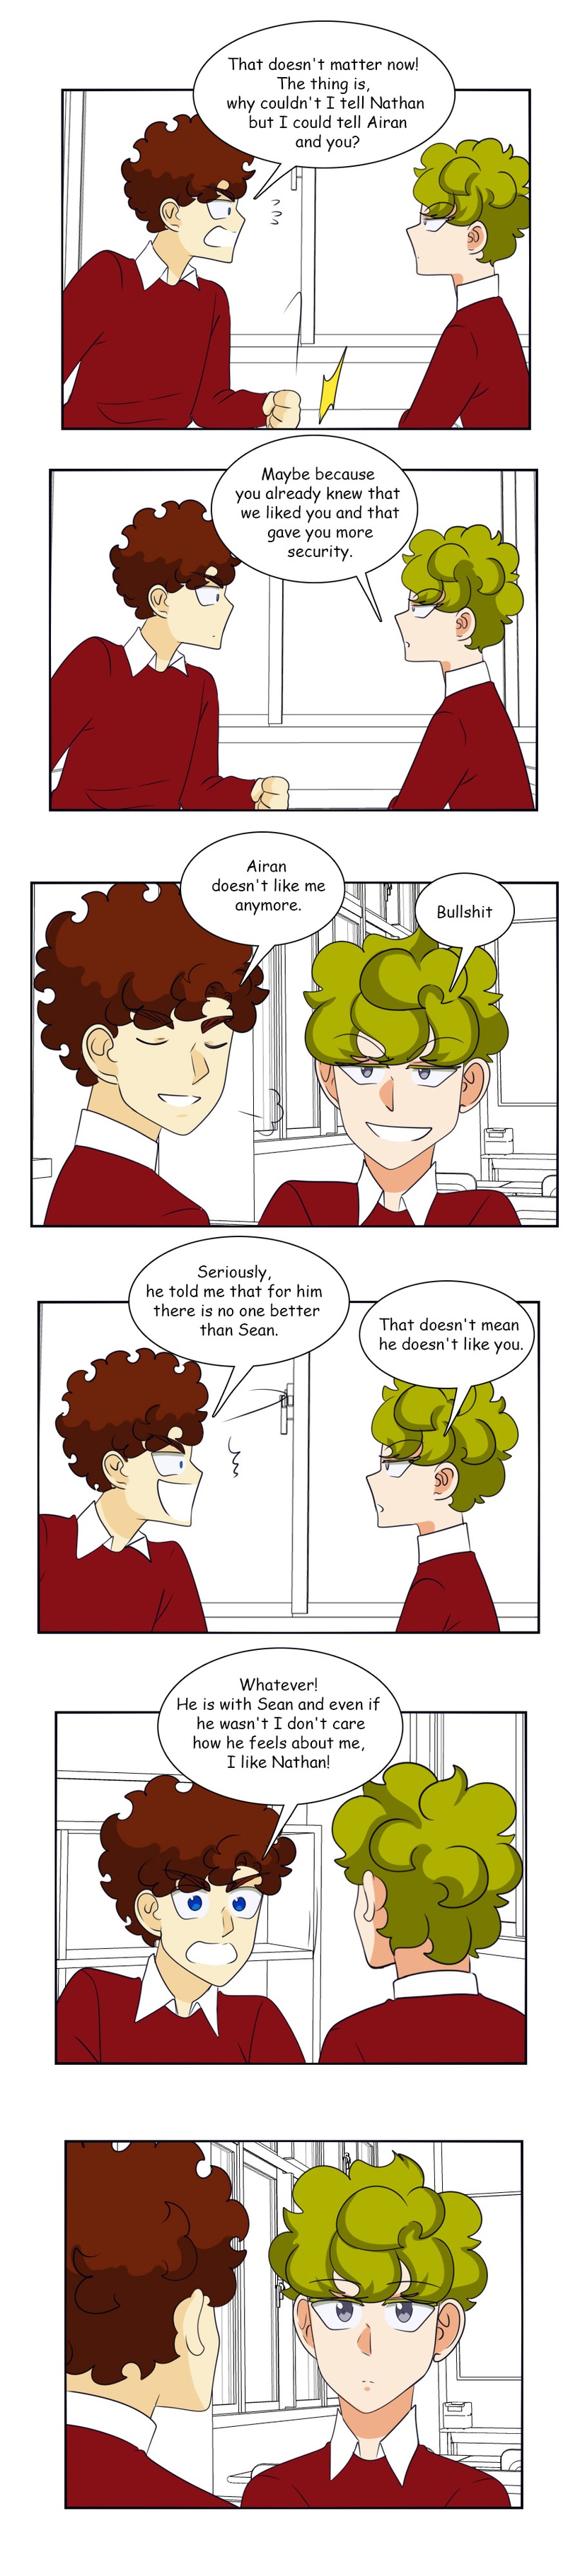 That doesn't matter now!
The thing is,
why couldn't I tell Nathan
but I could tell Airan
and you?
Maybe because
you already knew that
we liked you and that
gave you more
security.
Airan
doesn't like me
anymore.
Bullshit
Seriously,
he told me that for him
there is no one better
than Sean.
That doesn't mean
he doesn't like you.
Whatever!
He is with Sean and even if
he wasn't I don't care
how he feels about me,
I like Nathan!